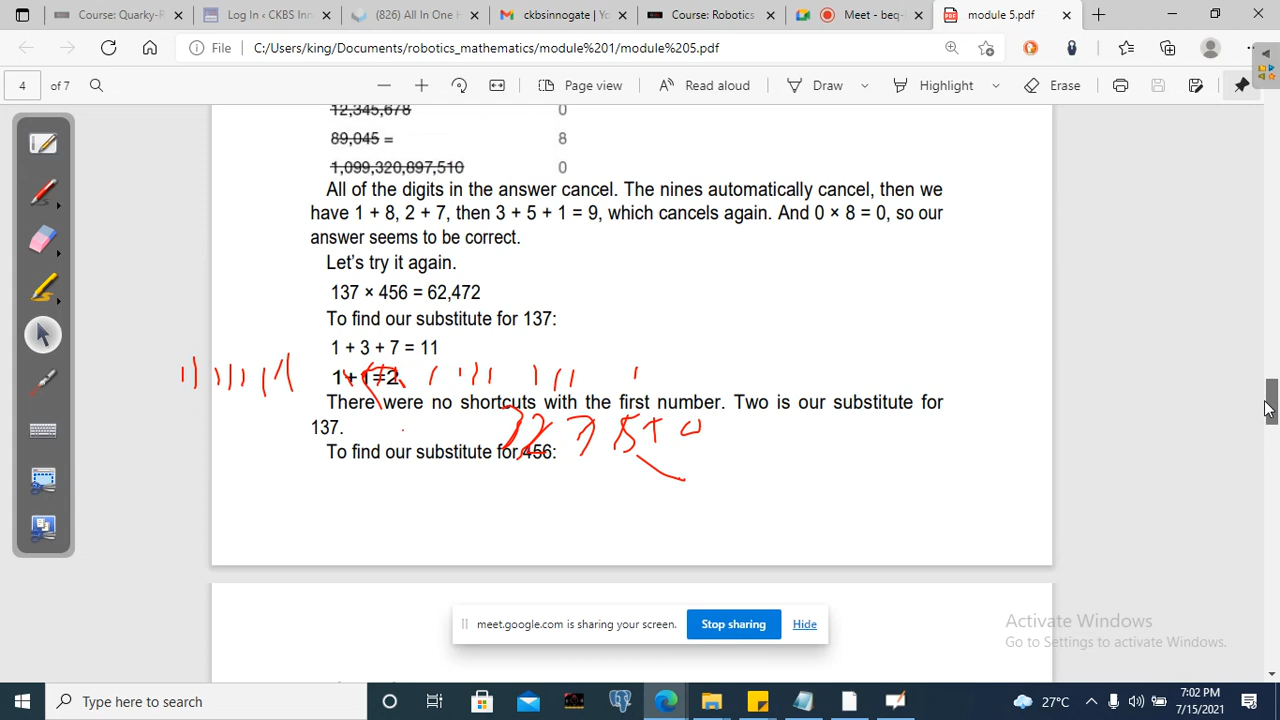 Course: Quarky-R
Log In ‹ CKBS Inn
(826) All In One H
ckbsinnogate@
Course: Robotics
Meet - beq-
module 5.pdf
File
C:/Users/king/Documents/robotics_mathematics/module%201/module%205.pdf
4 of 7
Page view
Read aloud
Draw
Highlight
Erase
12,345,678 0
89,045 = 8
1,099,320,897,510 0
All of the digits in the answer cancel. The nines automatically cancel, then we
have 1 + 8, 2 + 7, then 3 + 5 + 1 = 9, which cancels again. And 0 × 8 = 0, so our
answer seems to be correct.
Let’s try it again.
137 × 456 = 62,472
To find our substitute for 137:
1 + 3 + 7 = 11
1+1=2
There were no shortcuts with the first number. Two is our substitute for
137.
To find our substitute for 456:
meet.google.com is sharing your screen.
Stop sharing
Hide
Activate Windows
Go to Settings to activate Windows.
Type here to search
27°C
7:02 PM
7/15/2021